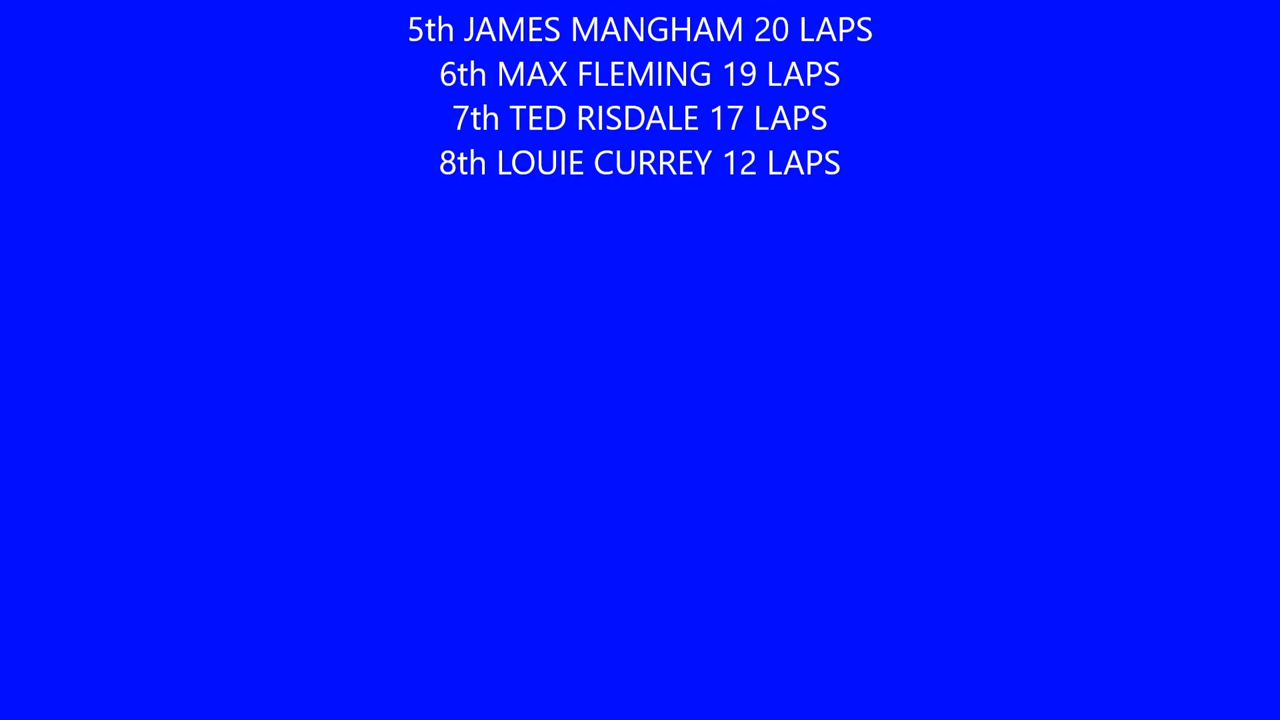 5th JAMES MANGHAM 20 LAPS
6th MAX FLEMING 19 LAPS
7th TED RISDALE 17 LAPS
8th LOUIE CURREY 12 LAPS